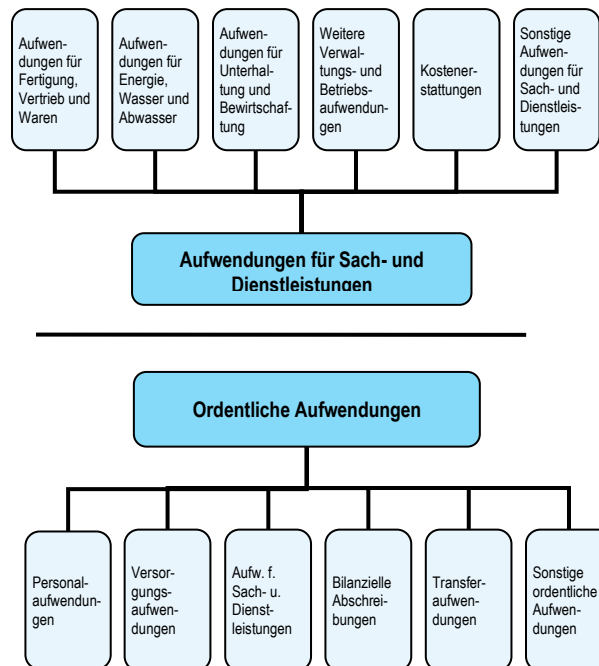 Aufwen-
dungen für
Fertigung,
Vertrieb und
Waren
Aufwen-
dungen für
Energie,
Wasser und
Abwasser
Aufwen-
dungen für
Unterhal-
tung und
Bewirtschaf-
tung
Weitere
Verwal-
tungs- und
Betriebs-
aufwendun-
gen
Kostener-
stattungen
Sonstige
Aufwen-
dungen für
Sach- und
Dienstleis-
tungen
Aufwendungen für Sach- und
Dienstleistungen
Ordentliche Aufwendungen
Personal-
aufwendun-
gen
Versor-
gungs-
aufwen-
dungen
Aufw. f.
Sach- u.
Dienst-
leistungen
Bilanzielle
Abschrei-
bungen
Transfer-
aufwen-
dungen
Sonstige
ordentliche
Aufwen-
dungen